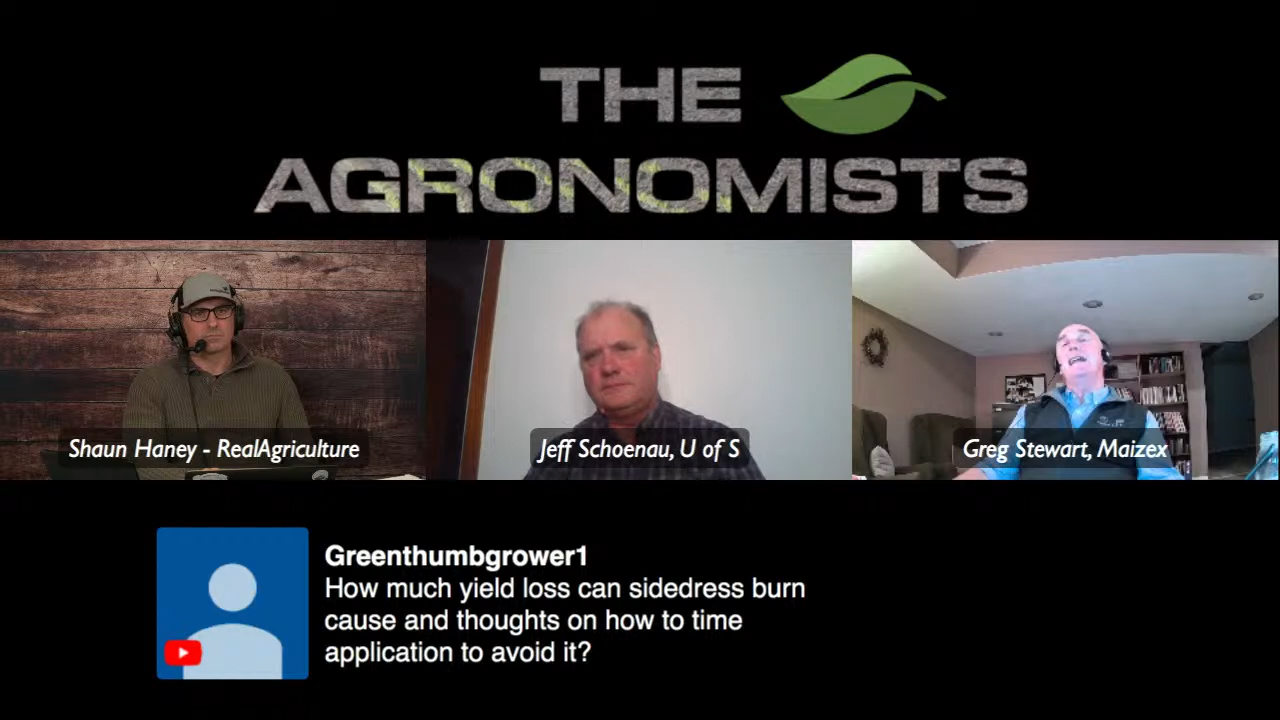 THE
AGRONOMISTS
Shaun Haney - RealAgriculture
Jeff Schoenau, U of S
Greg Stewart, Maizex
Greenthumbgrower1
How much yield loss can sidedress burn
cause and thoughts on how to time
application to avoid it?